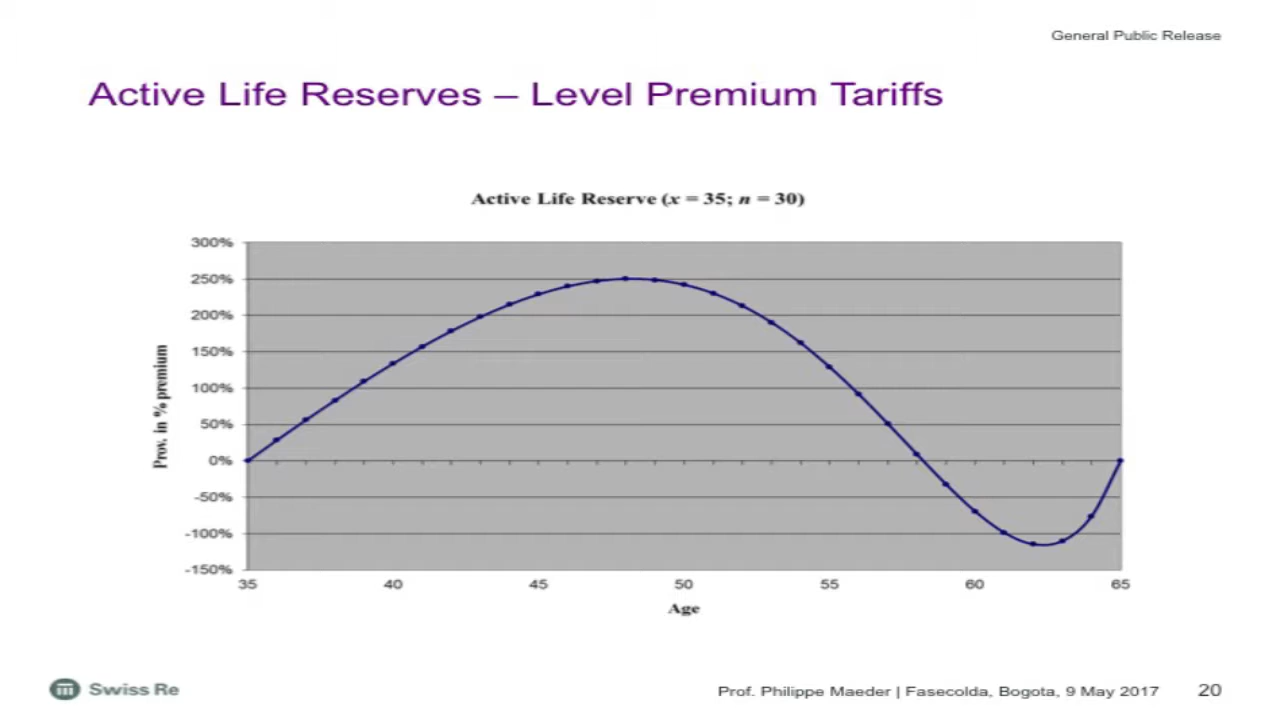 General Public Release
Active Life Reserves – Level Premium Tariffs
Active Life Reserve (x = 35; n = 30)
Prov. in % premium
300%
250%
200%
150%
100%
50%
0%
-50%
-100%
-150%
35 40 45 50 55 60 65
Age
Swiss Re
Prof. Philippe Maeder | Fasecolda, Bogota, 9 May 2017 20